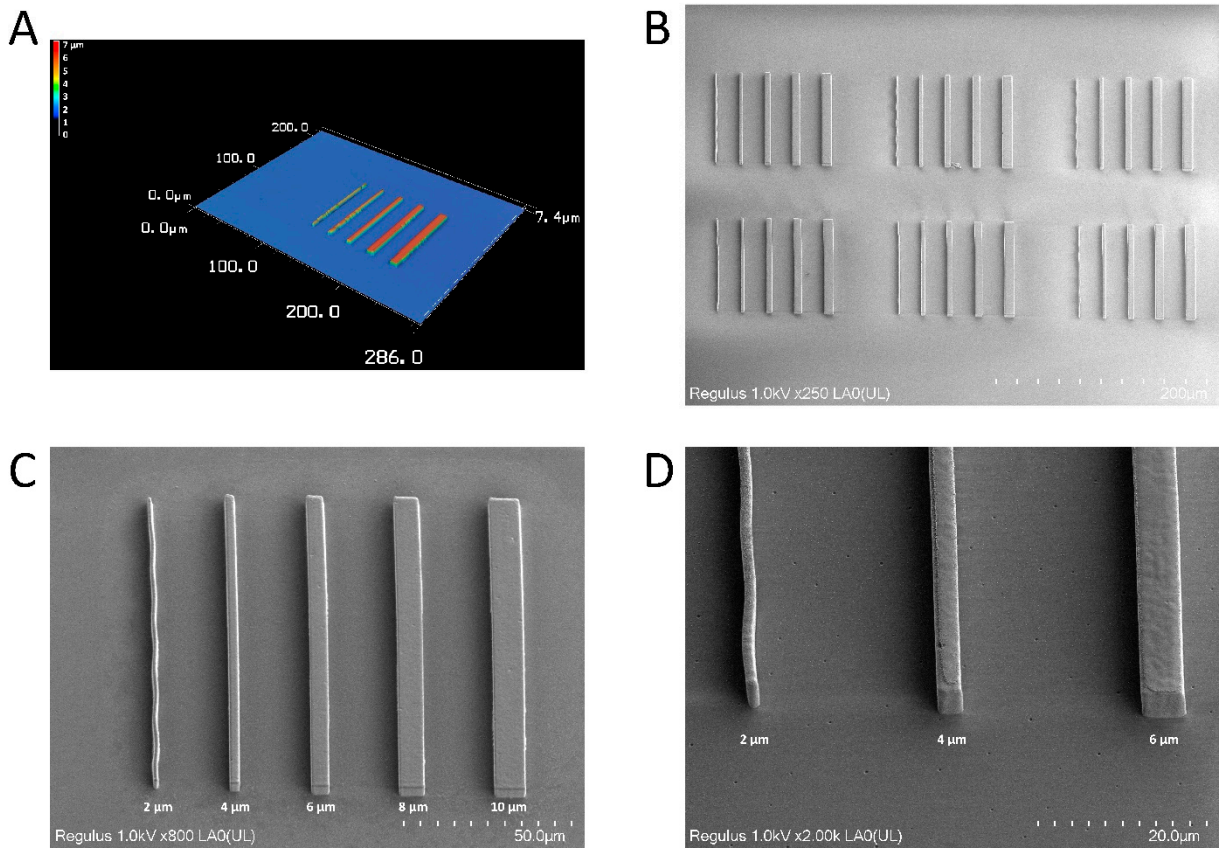 A
7 μm
6
5
4
3
2
1
0
200.0
100.0
0.0μm
0.0μm
100.0
200.0
286.0
7.4μm
B
Regulus 1.0kV x250 LA0(UL)
200μm
C
2 μm
4 μm
6 μm
8 μm
10 μm
Regulus 1.0kV x800 LA0(UL)
50.0μm
D
2 μm
4 μm
6 μm
Regulus 1.0kV x2.00k LA0(UL)
20.0μm